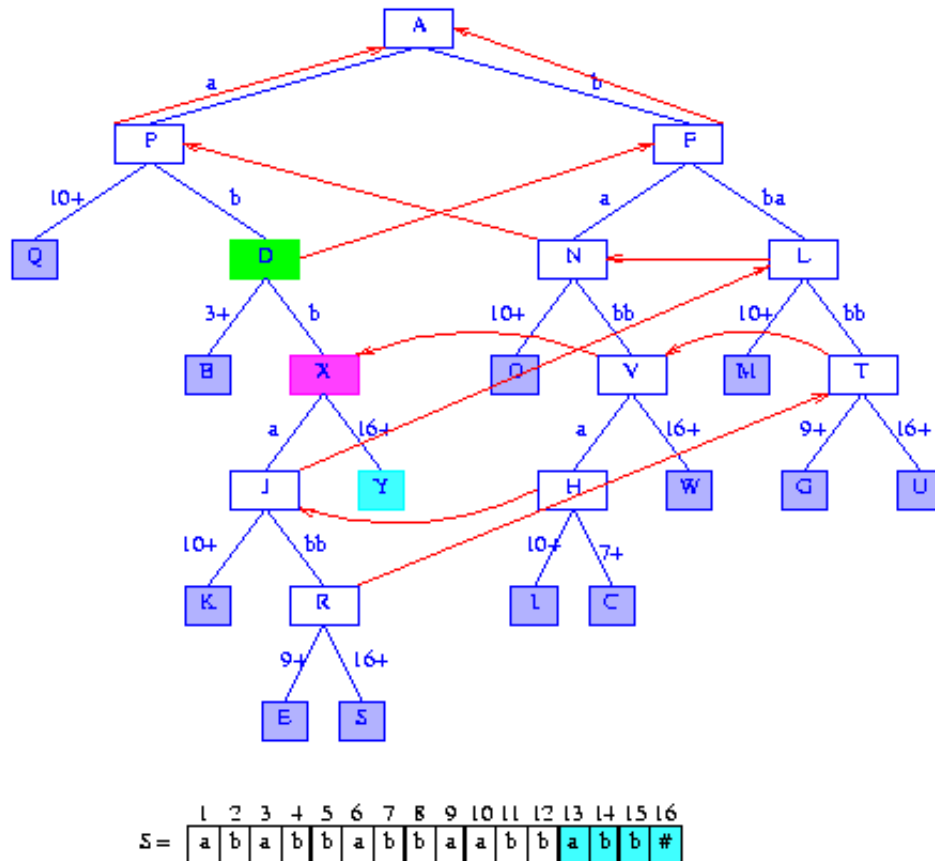 A
a b
P F
10+ b a ba
Q D N L
3+ b 10+ bb 10+ bb
B X O V M T
a 16+ a 16+ 9+ 16+
J Y H W G U
10+ bb 10+ 7+
K R I C
9+ 16+
E S
1 2 3 4 5 6 7 8 9 10 11 12 13 14 15 16
S = a b a b b a b b a a b b a b b #